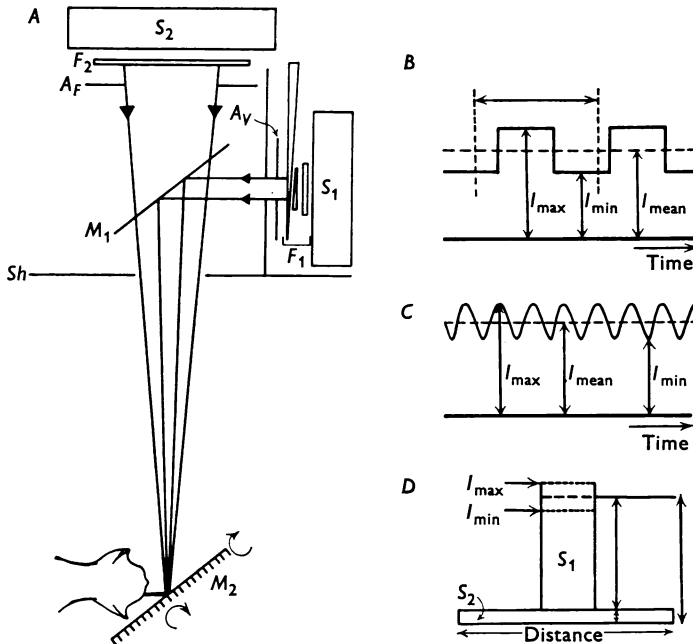 A
S2
F2
AF
AV
S1
M1
F1
Sh
M2
B
Imax
Imin
Imean
Time
C
Imax
Imean
Imin
Time
D
Imax
Imin
S1
S2
Distance